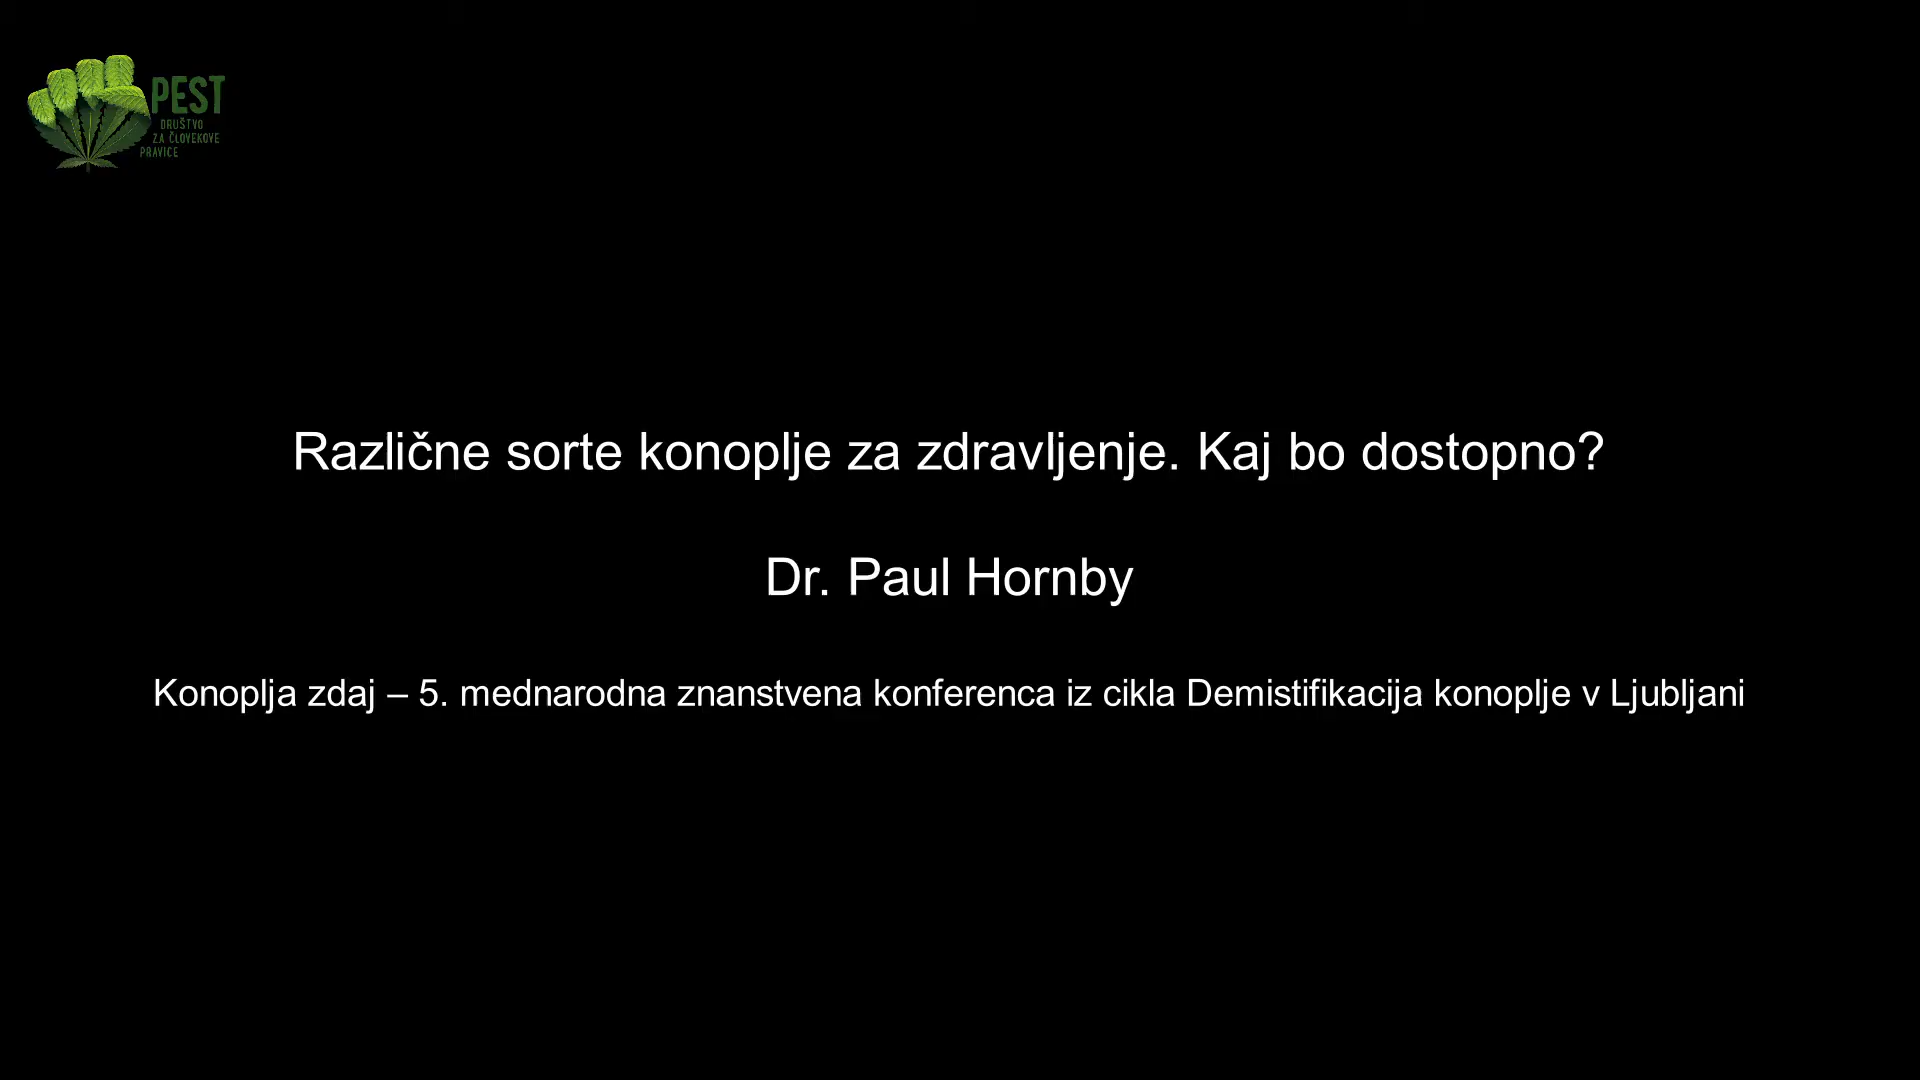 PEST
DRUŠTVO
ZA ČLOVEKOVE
PRAVICE
Različne sorte konoplje za zdravljenje. Kaj bo dostopno?
Dr. Paul Hornby
Konoplja zdaj – 5. mednarodna znanstvena konferenca iz cikla Demistifikacija konoplje v Ljubljani